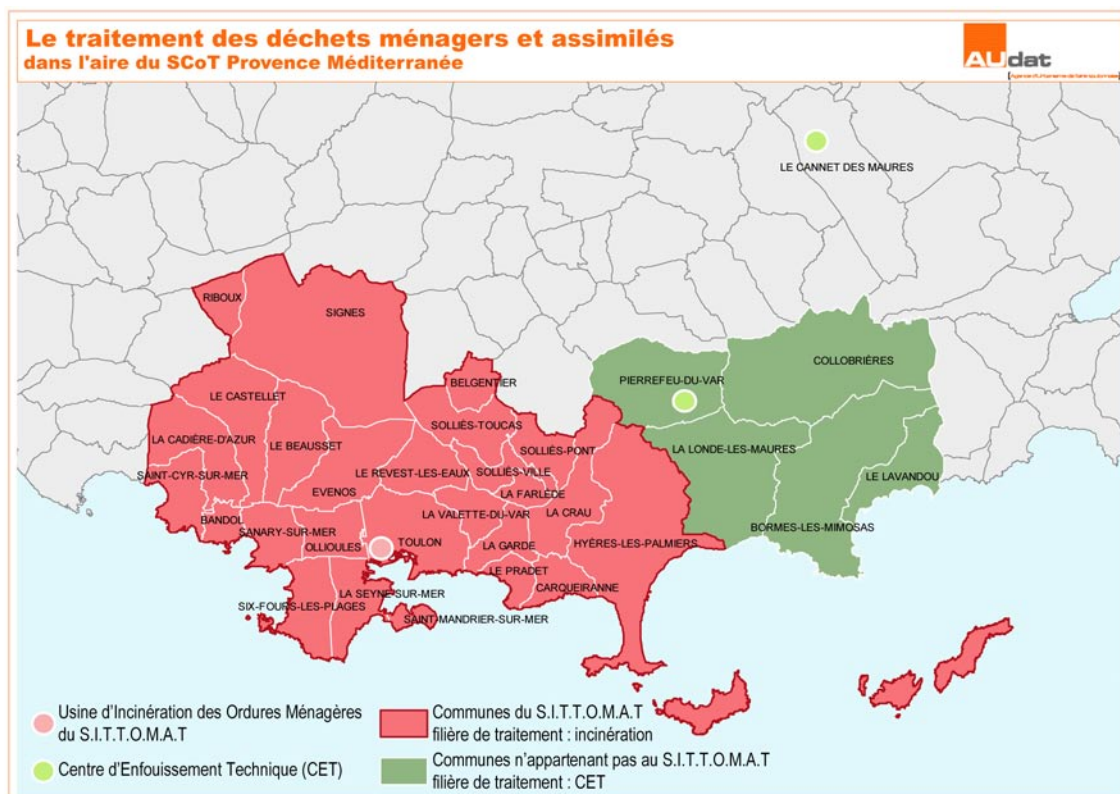 Le traitement des déchets ménagers et assimilés
dans l'aire du SCoT Provence Méditerranée
AUdat
LE CANNET DES MAURES
RIBOUX
SIGNES
COLLOBRIÈRES
PIERREFEU-DU-VAR
BELGENTIER
LE CASTELLET
SOLLIÈS-TOUCAS
LA CADIÈRE-D'AZUR
LE BEAUSSET
SOLLIÈS-PONT
LA LONDE-LES-MAURES
SAINT-CYR-SUR-MER
LE REVEST-LES-EAUX
SOLLIÈS-VILLE
LE LAVANDOU
EVENOS
LA FARLÈDE
BANDOL
LA VALETTE-DU-VAR
LA CRAU
SANARY-SUR-MER
BORMES-LES-MIMOSAS
OLLIOULES
TOULON
LA GARDE
HYÈRES-LES-PALMIERS
LE PRADET
CARQUEIRANNE
LA SEYNE-SUR-MER
SIX-FOURS-LES-PLAGES
SAINT-MANDRIER-SUR-MER
Usine d'Incinération des Ordures Ménagères
du S.I.T.T.O.M.A.T
Centre d'Enfouissement Technique (CET)
Communes du S.I.T.T.O.M.A.T
filière de traitement : incinération
Communes n'appartenant pas au S.I.T.T.O.M.A.T
filière de traitement : CET